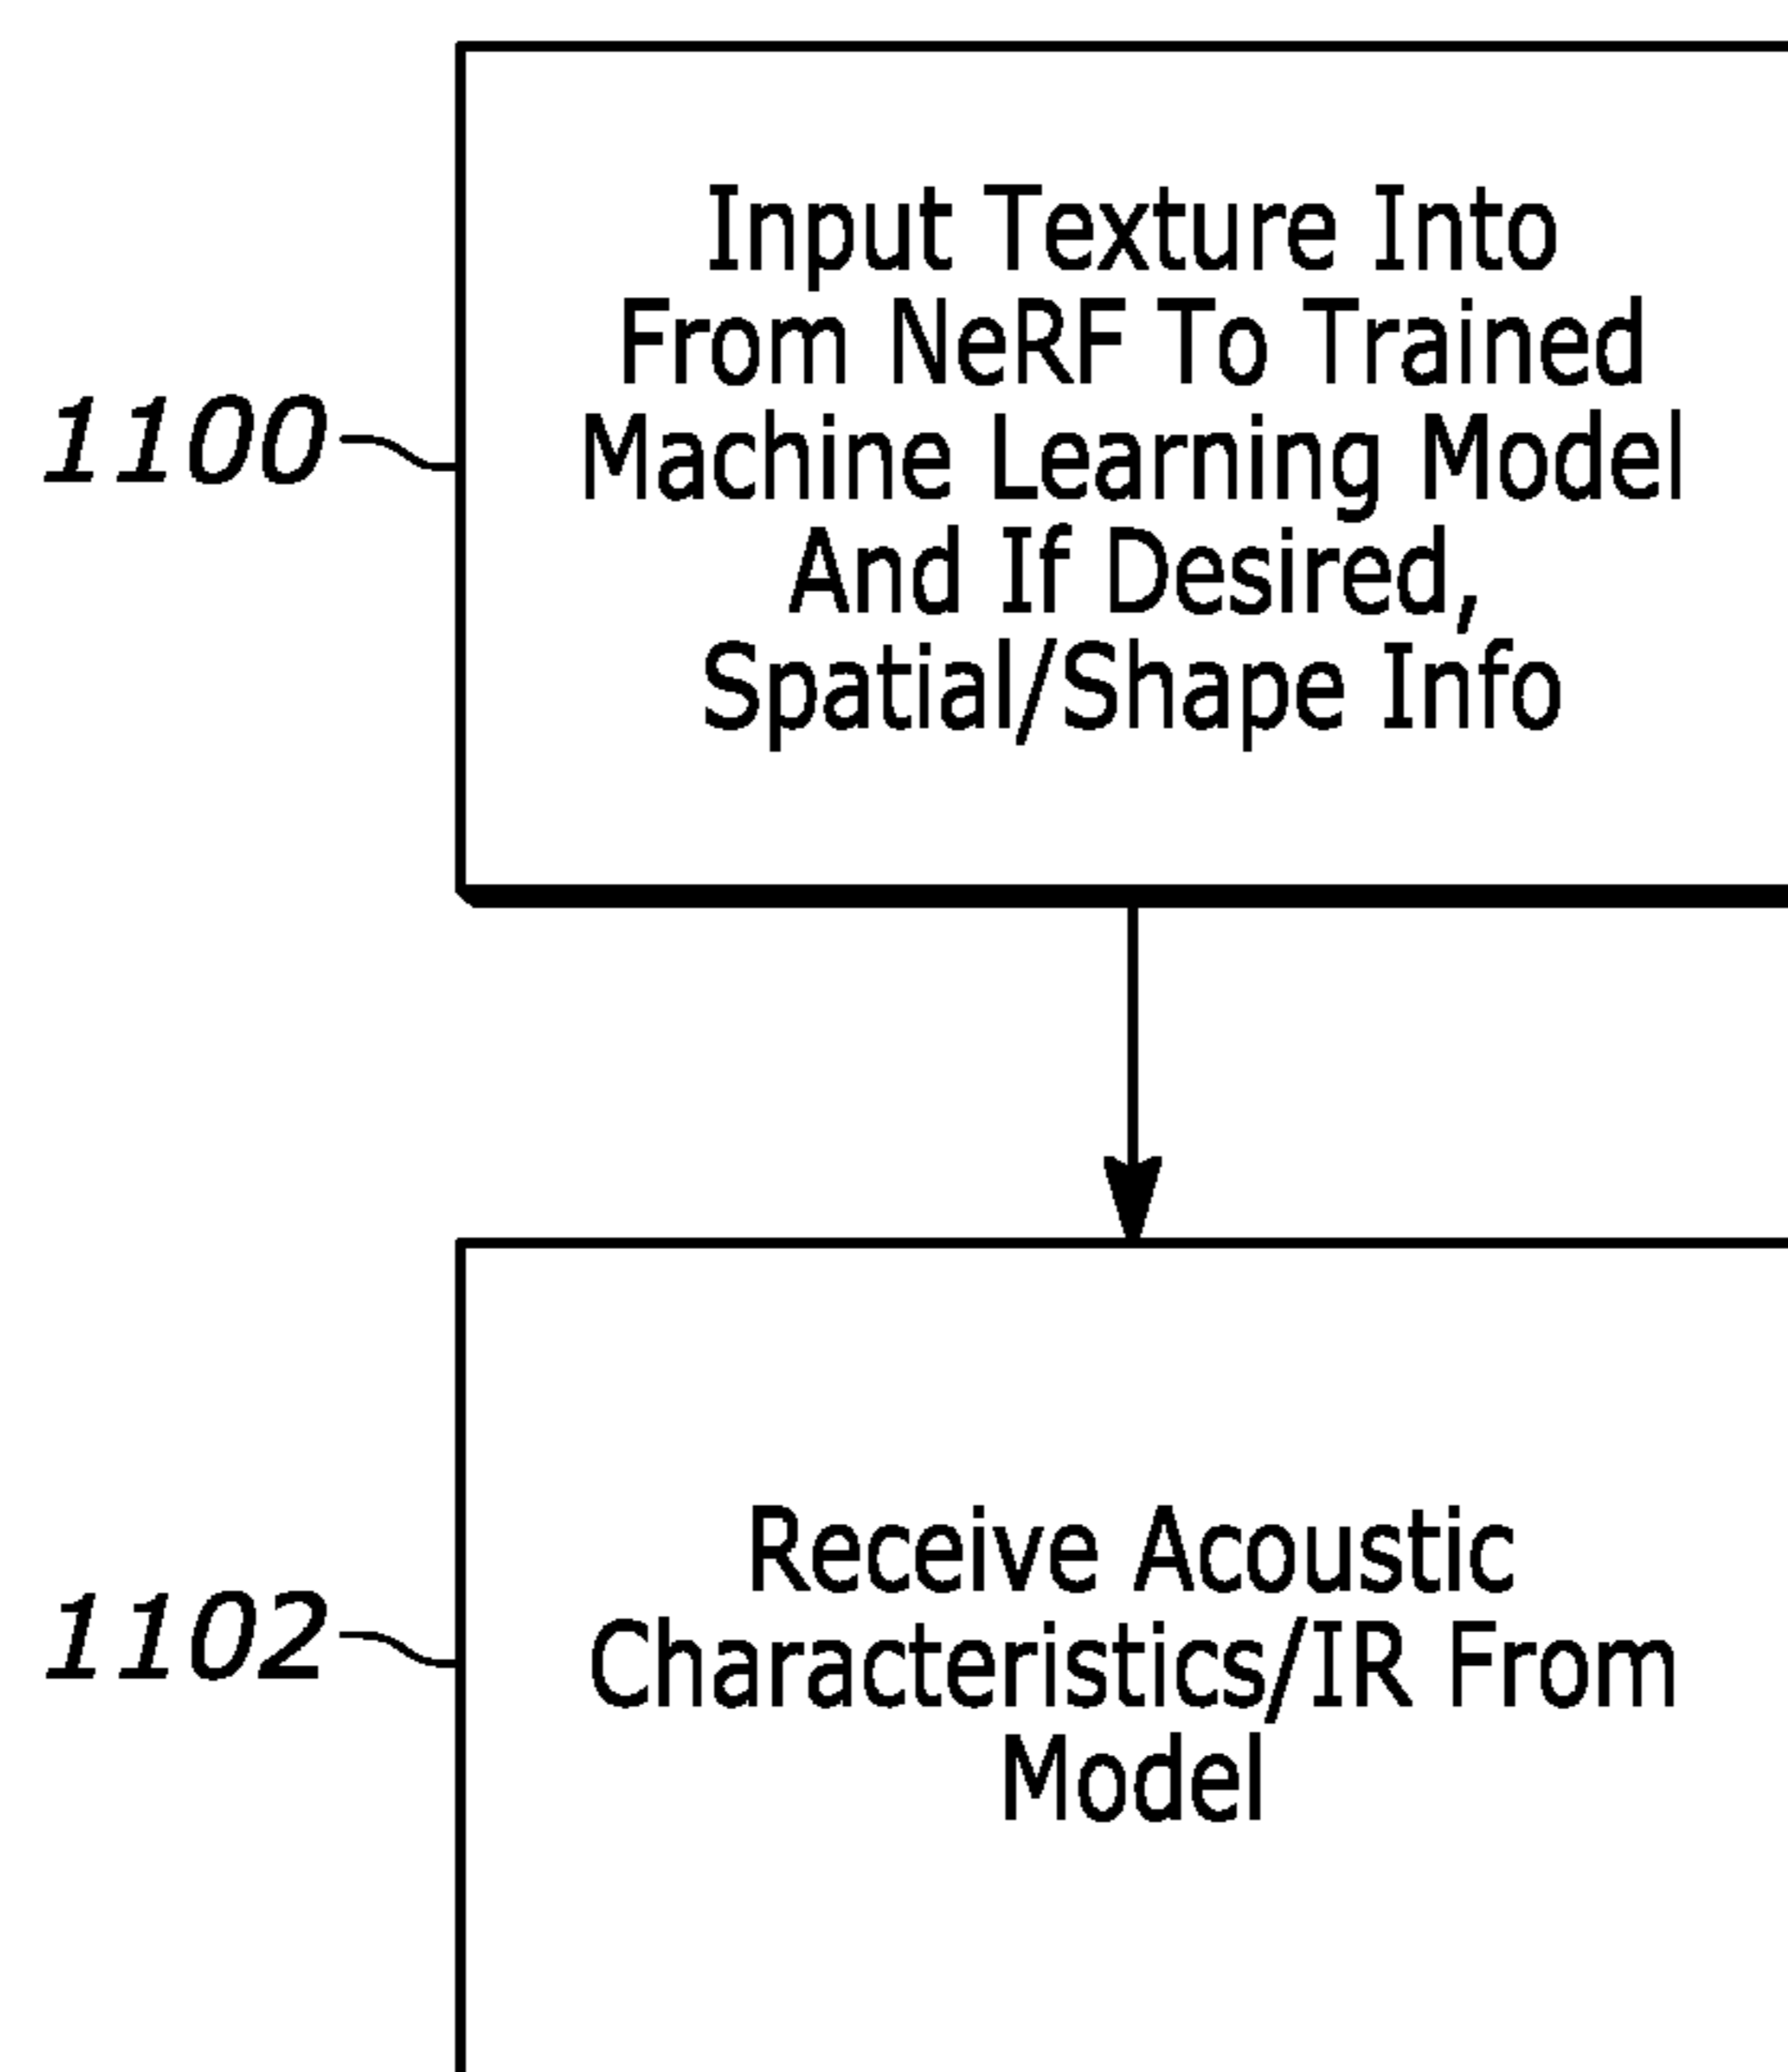 Input Texture Into
From NeRF To Trained
Machine Learning Model
And If Desired,
Spatial/Shape Info
1100
Receive Acoustic
Characteristics/IR From
Model
1102